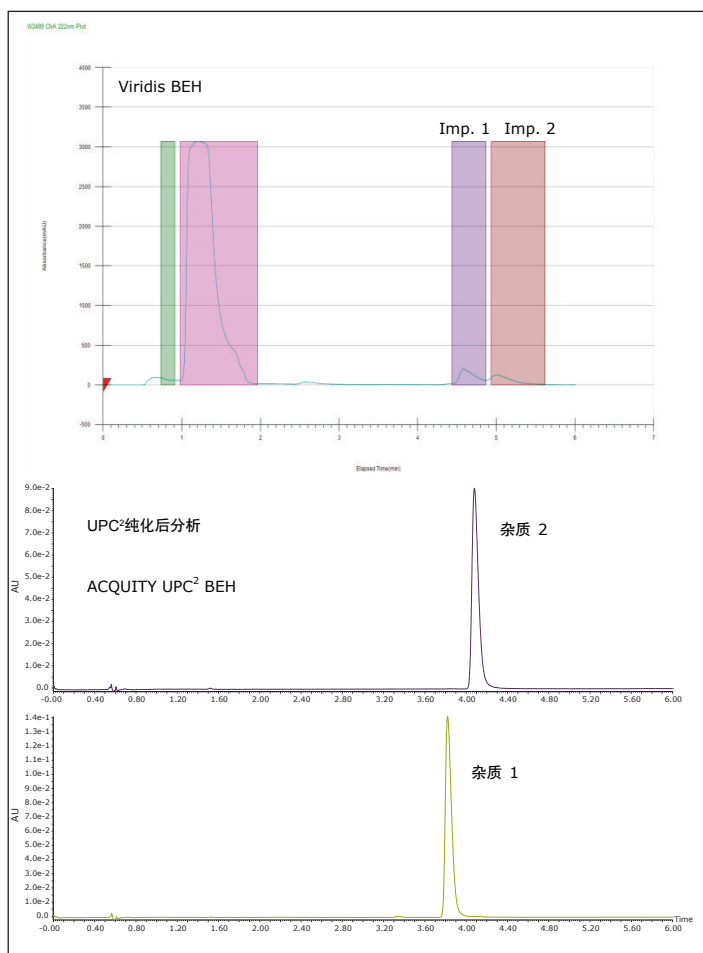 W2489 ChA 222nm Plot
Viridis BEH
Imp. 1 Imp. 2
Absorbance(mAU)
4000
3500
3000
2500
2000
1500
1000
500
0
-500
0 1 2 3 4 5 6 7
Elapsed Time(min)
UPC²纯化后分析
ACQUITY UPC² BEH
杂质 2
AU
9.0e-2
8.0e-2
7.0e-2
6.0e-2
5.0e-2
4.0e-2
3.0e-2
2.0e-2
1.0e-2
0.0
-0.00 0.40 0.80 1.20 1.60 2.00 2.40 2.80 3.20 3.60 4.00 4.40 4.80 5.20 5.60 6.00
杂质 1
AU
1.4e-1
1.3e-1
1.1e-1
1.0e-1
9.0e-2
8.0e-2
7.0e-2
6.0e-2
5.0e-2
4.0e-2
3.0e-2
2.0e-2
1.0e-2
0.0
Time
-0.00 0.40 0.80 1.20 1.60 2.00 2.40 2.80 3.20 3.60 4.00 4.40 4.80 5.20 5.60 6.00